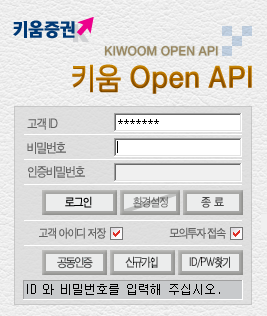 키움증권
KIWOOM OPEN API
키움 Open API
고객 ID *******
비밀번호
인증비밀번호
로그인 환경설정 종 료
고객 아이디 저장 모의투자 접속
공동인증 신규가입 ID/PW찾기
ID 와 비밀번호를 입력해 주십시오.